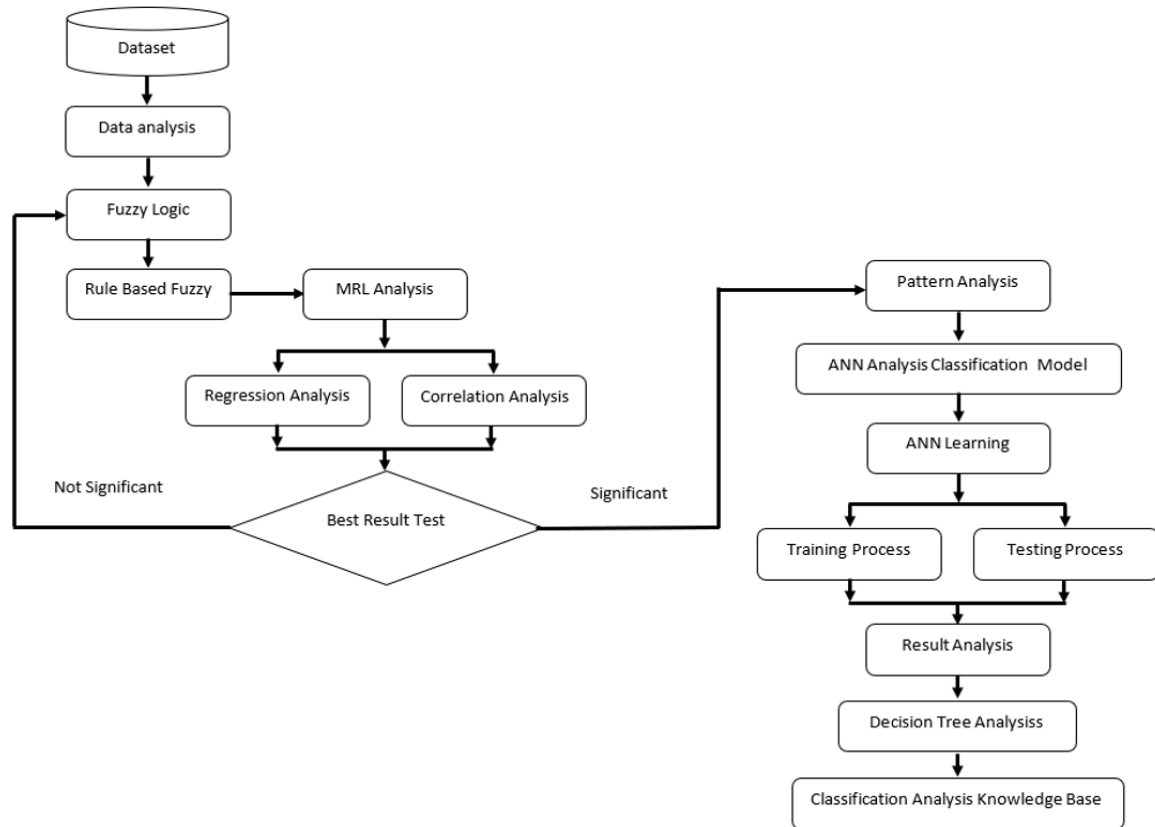 Dataset
Data analysis
Fuzzy Logic
Rule Based Fuzzy
MRL Analysis
Regression Analysis
Correlation Analysis
Not Significant
Best Result Test
Significant
Pattern Analysis
ANN Analysis Classification Model
ANN Learning
Training Process
Testing Process
Result Analysis
Decision Tree Analysiss
Classification Analysis Knowledge Base